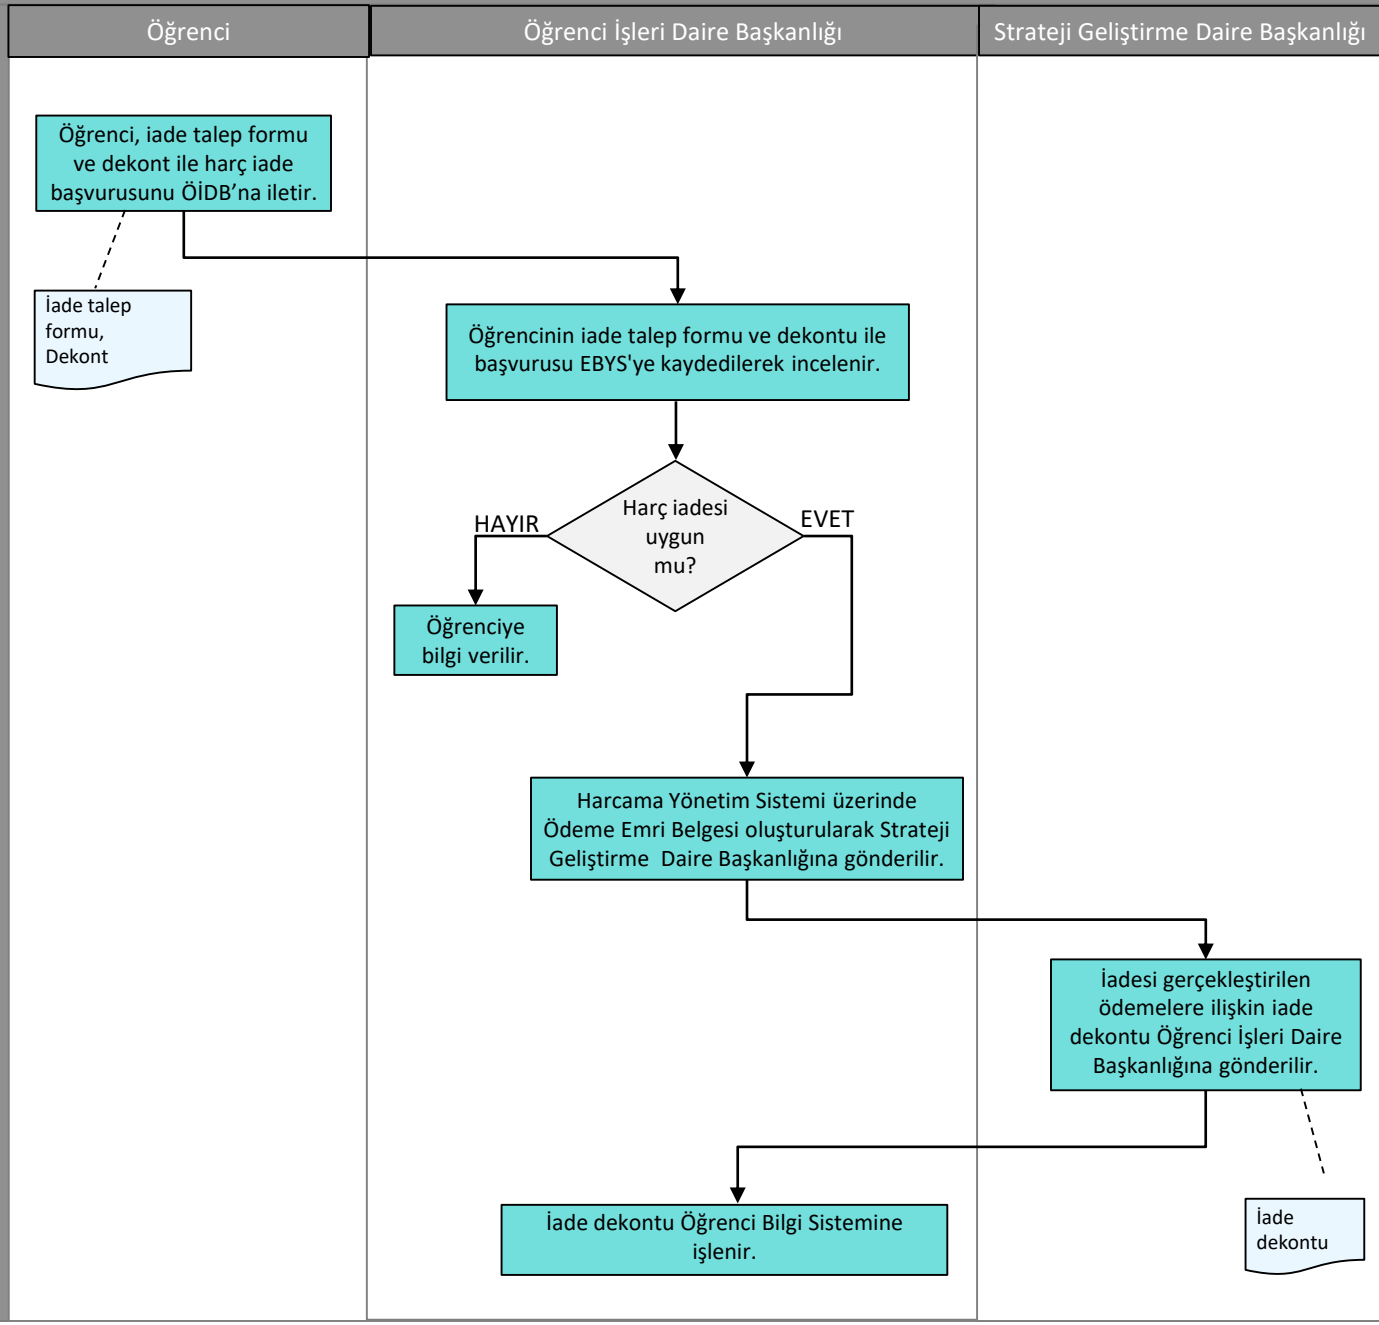 Öğrenci
Öğrenci İşleri Daire Başkanlığı
Strateji Geliştirme Daire Başkanlığı
Öğrenci, iade talep formu
ve dekont ile harç iade
başvurusunu ÖİDB’na iletir.
İade talep
formu,
Dekont
Öğrencinin iade talep formu ve dekontu ile
başvurusu EBYS'ye kaydedilerek incelenir.
Harç iadesi
uygun
mu?
HAYIR
EVET
Öğrenciye
bilgi verilir.
Harcama Yönetim Sistemi üzerinde
Ödeme Emri Belgesi oluşturularak Strateji
Geliştirme Daire Başkanlığına gönderilir.
İadesi gerçekleştirilen
ödemelere ilişkin iade
dekontu Öğrenci İşleri Daire
Başkanlığına gönderilir.
İade dekontu Öğrenci Bilgi Sistemine
işlenir.
İade
dekontu